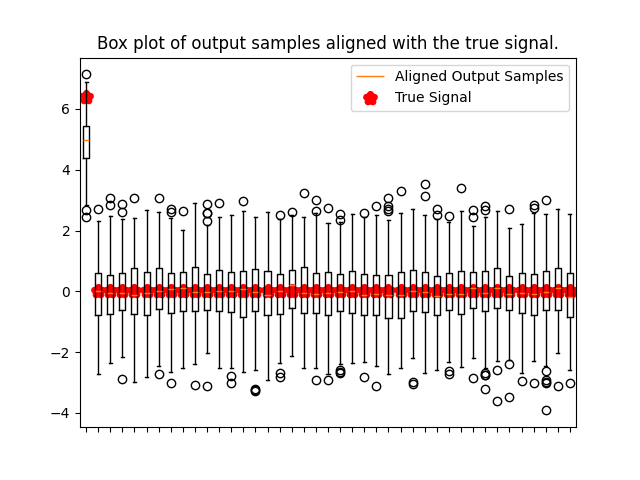 Box plot of output samples aligned with the true signal.
Aligned Output Samples
True Signal
6
4
2
0
−2
−4